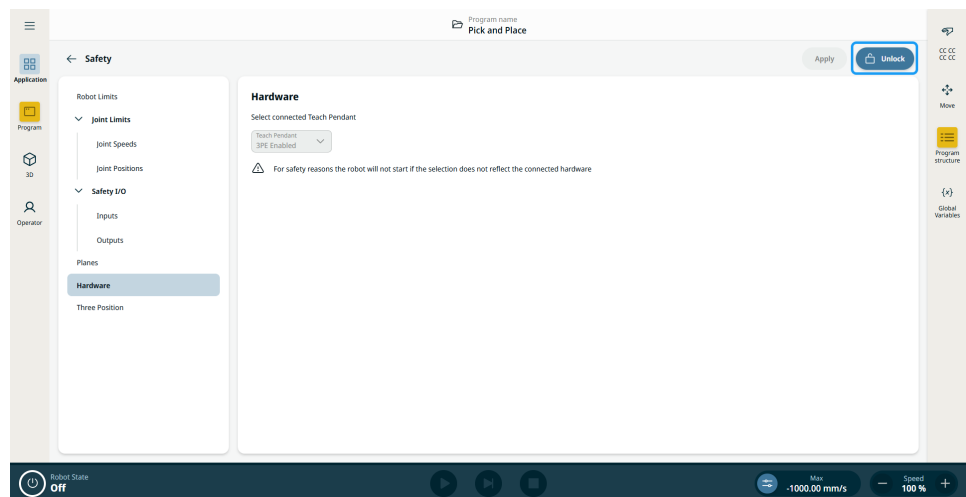 Program name
Pick and Place
Safety
Apply
Unlock
Application
Program
3D
Operator
Robot Limits
Joint Limits
Joint Speeds
Joint Positions
Safety I/O
Inputs
Outputs
Planes
Hardware
Three Position
Hardware
Select connected Teach Pendant
Teach Pendant
3PE Enabled
For safety reasons the robot will not start if the selection does not reflect the connected hardware
CC CC
CC CC
Move
Program
structure
{x}
Global
Variables
Robot State
Off
Max
-1000.00 mm/s
Speed
100 %